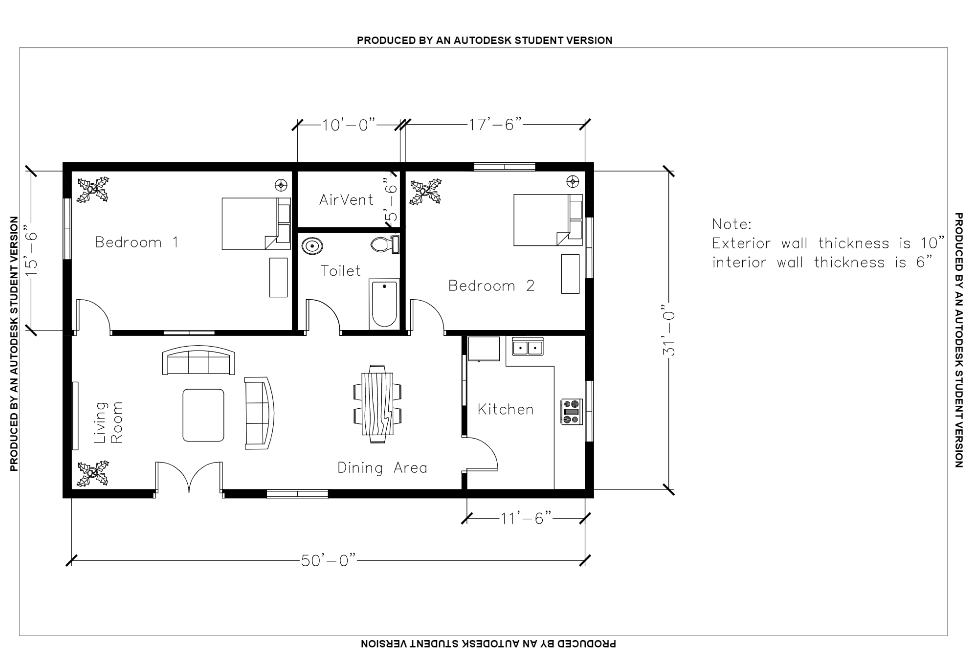 PRODUCED BY AN AUTODESK STUDENT VERSION
10'-0"
17'-6"
AirVent
5'-6"
Bedroom 1
15'-6"
Toilet
Bedroom 2
Note:
Exterior wall thickness is 10"
interior wall thickness is 6"
31'-0"
Living
Room
Kitchen
Dining Area
11'-6"
50'-0"
PRODUCED BY AN AUTODESK STUDENT VERSION
PRODUCED BY AN AUTODESK STUDENT VERSION
PRODUCED BY AN AUTODESK STUDENT VERSION